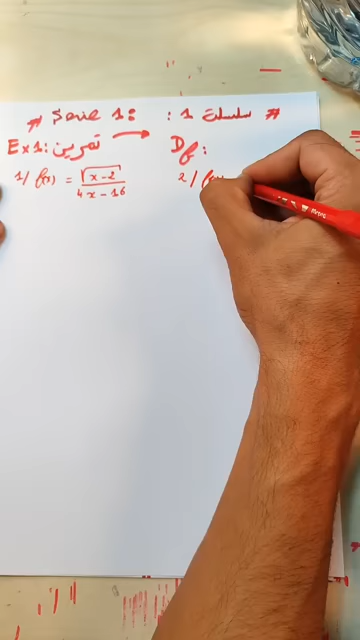 # Serie 1: : 1 سلسلة #
Ex1: تمرين → Df:
1/ f(x) = √(x-2) / (4x-16) 2/ f(x)